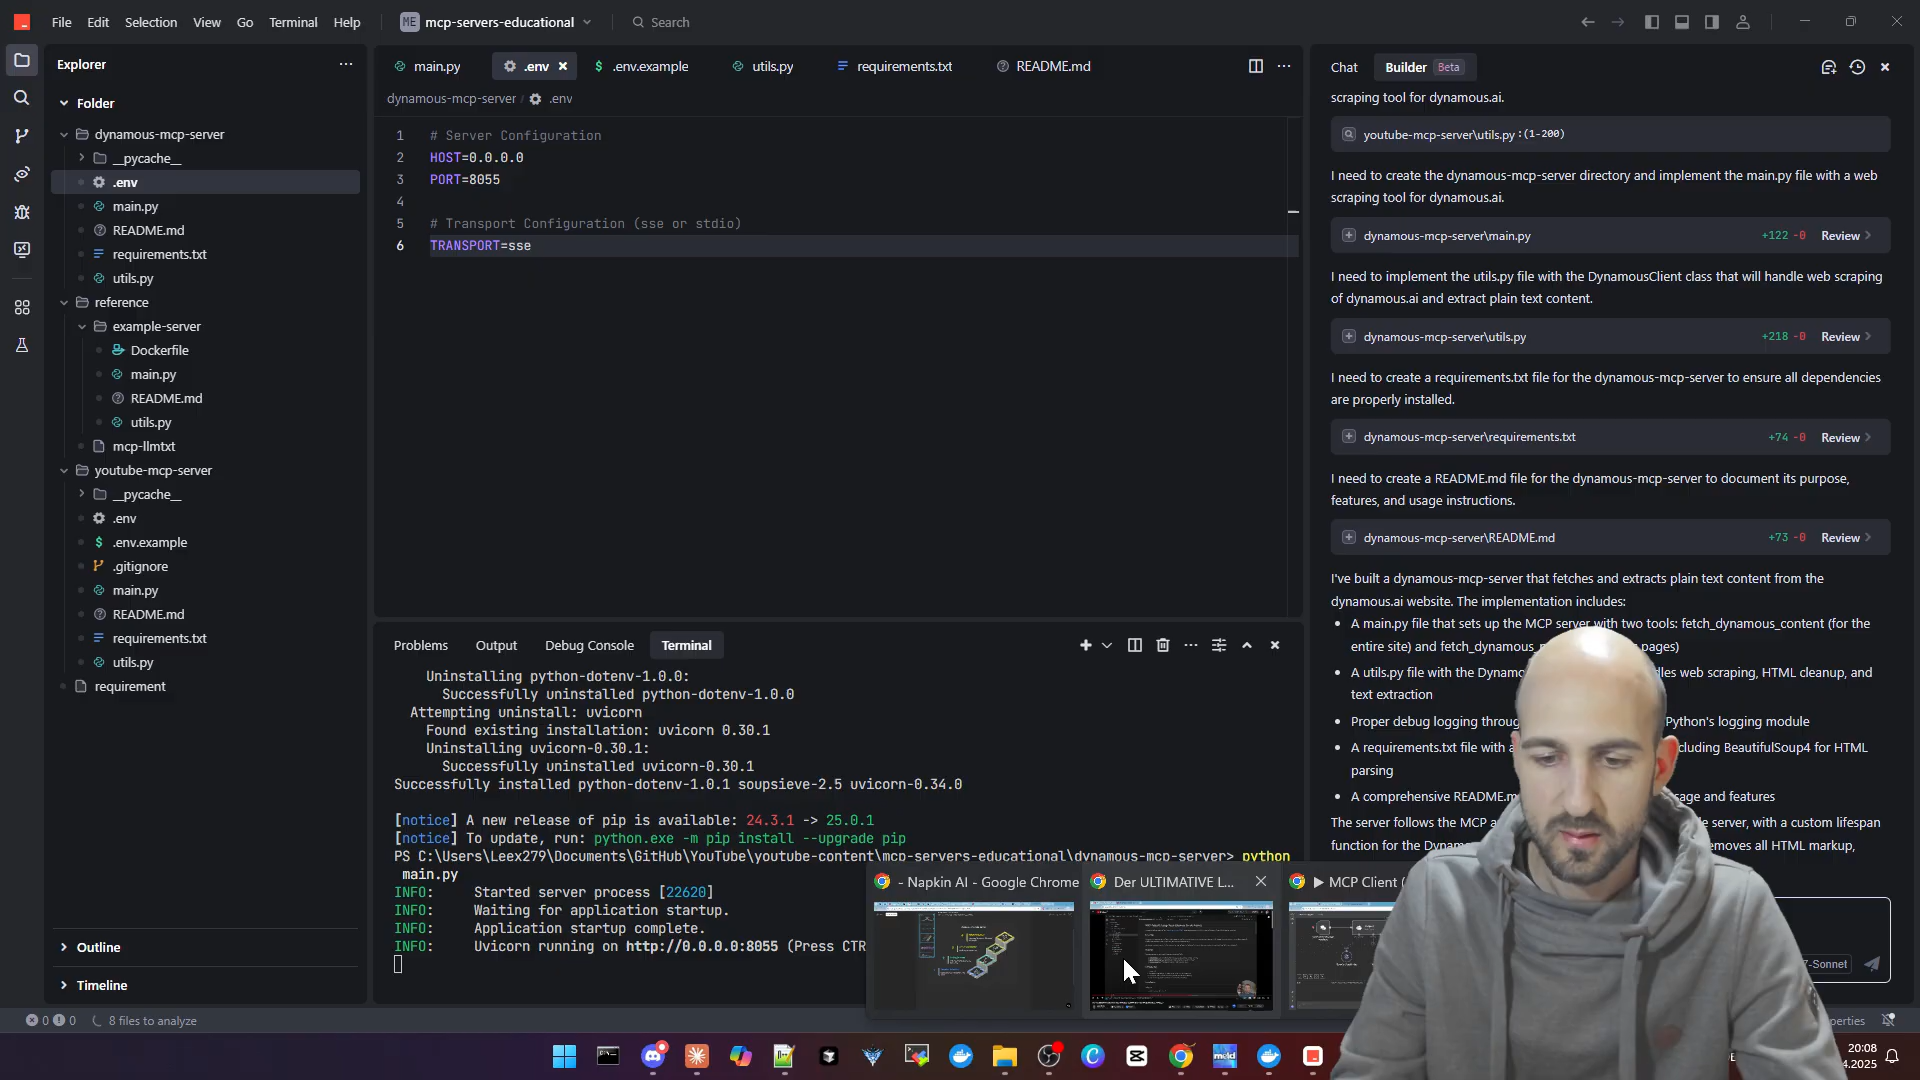 File Edit Selection View Go Terminal Help
ME mcp-servers-educational
Search
Explorer
Folder
dynamous-mcp-server
__pycache__
.env
main.py
README.md
requirements.txt
utils.py
reference
example-server
Dockerfile
main.py
README.md
utils.py
mcp-llmtxt
youtube-mcp-server
__pycache__
.env
.env.example
.gitignore
main.py
README.md
requirements.txt
utils.py
requirement
Outline
Timeline
main.py .env .env.example utils.py requirements.txt README.md
dynamous-mcp-server / .env
1 # Server Configuration
2 HOST=0.0.0.0
3 PORT=8055
4
5 # Transport Configuration (sse or stdio)
6 TRANSPORT=sse
Problems Output Debug Console Terminal
Uninstalling python-dotenv-1.0.0:
Successfully uninstalled python-dotenv-1.0.0
Attempting uninstall: uvicorn
Found existing installation: uvicorn 0.30.1
Uninstalling uvicorn-0.30.1:
Successfully uninstalled uvicorn-0.30.1
Successfully installed python-dotenv-1.0.1 soupsieve-2.5 uvicorn-0.34.0
[notice] A new release of pip is available: 24.3.1 -> 25.0.1
[notice] To update, run: python.exe -m pip install --upgrade pip
PS C:\Users\Leex279\Documents\GitHub\YouTube\youtube-content\mcp-servers-educational\dynamous-mcp-server> python
main.py
INFO: Started server process [22620]
INFO: Waiting for application startup.
INFO: Application startup complete.
INFO: Uvicorn running on http://0.0.0.0:8055 (Press CTR
Chat Builder Beta
scraping tool for dynamous.ai.
youtube-mcp-server\utils.py :(1-200)
I need to create the dynamous-mcp-server directory and implement the main.py file with a web
scraping tool for dynamous.ai.
dynamous-mcp-server\main.py +122 -0 Review
I need to implement the utils.py file with the DynamousClient class that will handle web scraping
of dynamous.ai and extract plain text content.
dynamous-mcp-server\utils.py +218 -0 Review
I need to create a requirements.txt file for the dynamous-mcp-server to ensure all dependencies
are properly installed.
dynamous-mcp-server\requirements.txt +74 -0 Review
I need to create a README.md file for the dynamous-mcp-server to document its purpose,
features, and usage instructions.
dynamous-mcp-server\README.md +73 -0 Review
I've built a dynamous-mcp-server that fetches and extracts plain text content from the
dynamous.ai website. The implementation includes:
• A main.py file that sets up the MCP server with two tools: fetch_dynamous_content (for the
entire site) and fetch_dynamous_ pages)
• A utils.py file with the Dynamo les web scraping, HTML cleanup, and
text extraction
• Proper debug logging throug Python's logging module
• A requirements.txt file with a cluding BeautifulSoup4 for HTML
parsing
• A comprehensive README.m sage and features
The server follows the MCP a server, with a custom lifespan
function for the Dynam moves all HTML markup,
7-Sonnet
- Napkin AI - Google Chrome
Der ULTIMATIVE L...
▶ MCP Client (
0 0 8 files to analyze
operties
20:08
.2025